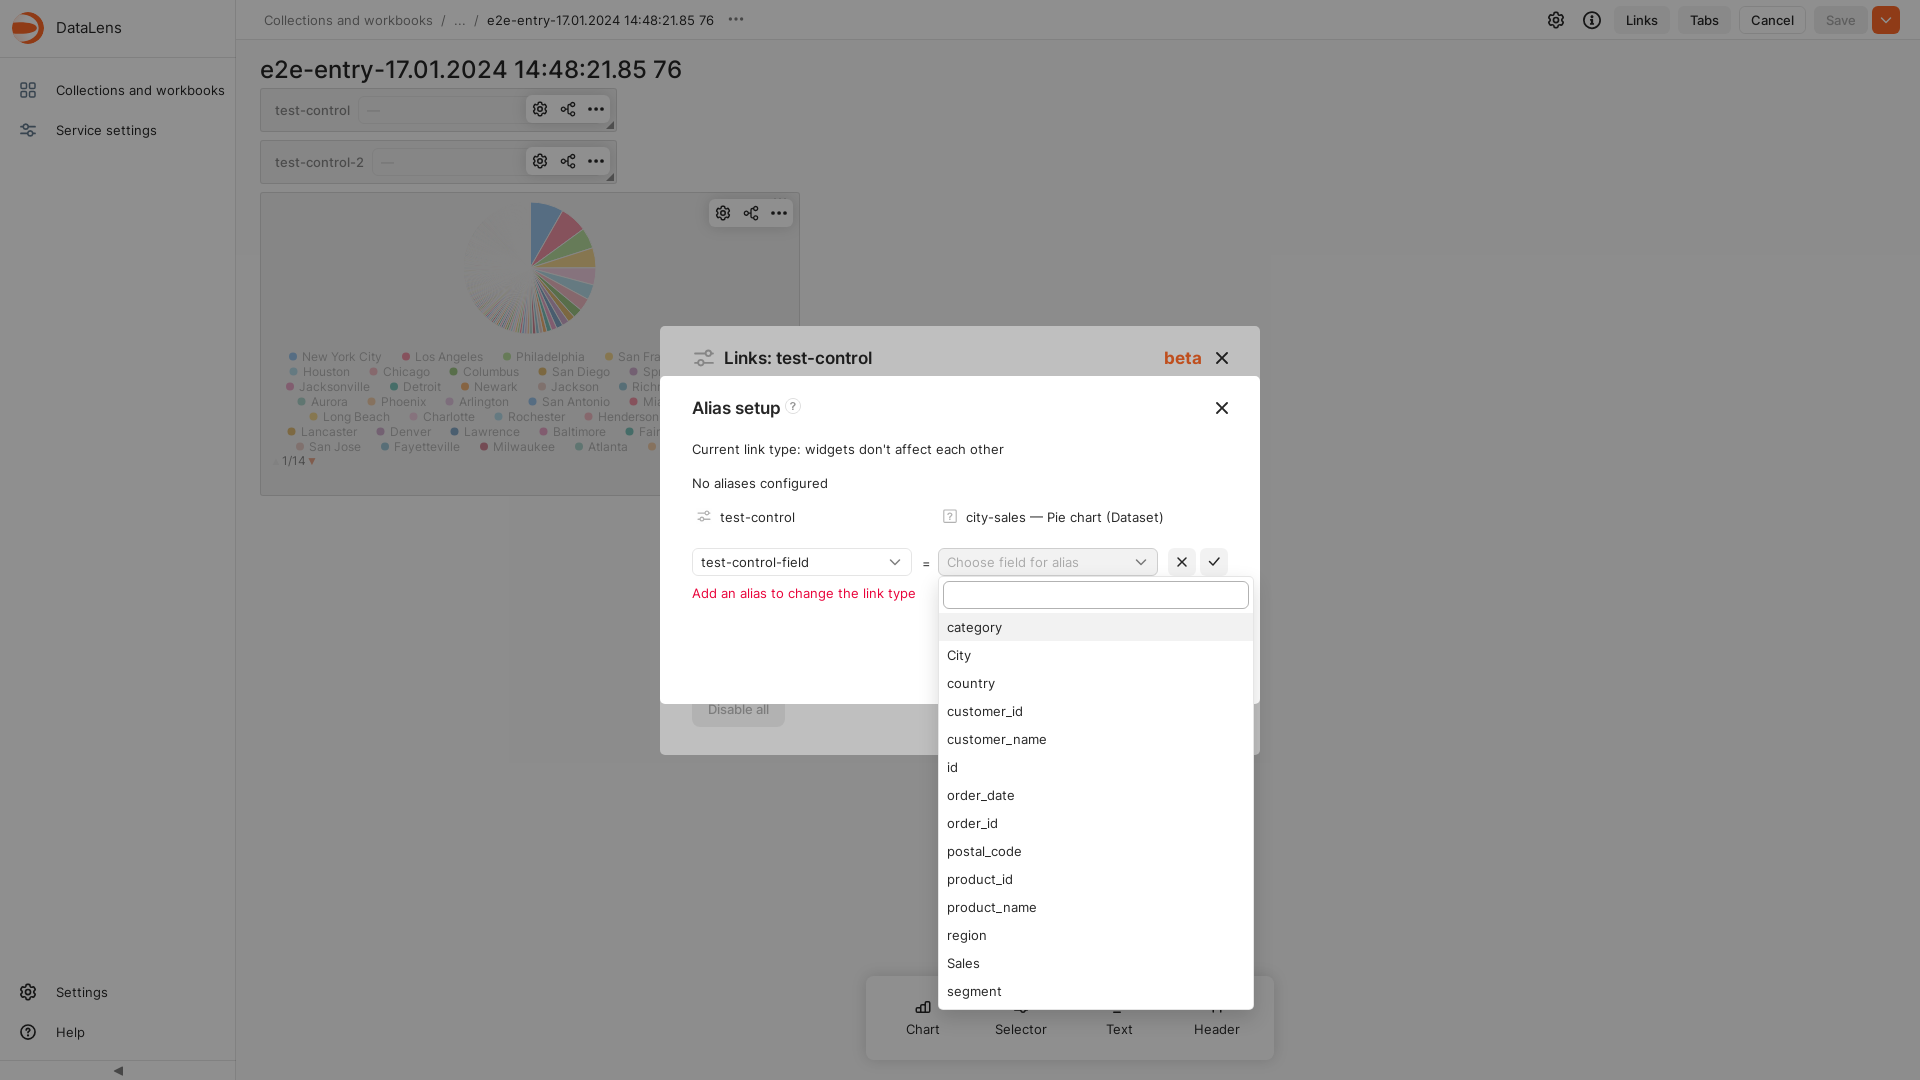 DataLens
Collections and workbooks / ... / e2e-entry-17.01.2024 14:48:21.85 76
Links
Tabs
Cancel
Save
Collections and workbooks
Service settings
e2e-entry-17.01.2024 14:48:21.85 76
test-control —
test-control-2 —
New York City Los Angeles Philadelphia San Fra
Houston Chicago Columbus San Diego
Jacksonville Detroit Newark Jackson
Aurora Phoenix Arlington San Antonio
Long Beach Charlotte Rochester Henderson
Lancaster Denver Lawrence Baltimore
San Jose Fayetteville Milwaukee Atlanta
1/14
Links: test-control
beta
Alias setup ?
Current link type: widgets don't affect each other
No aliases configured
test-control
city-sales — Pie chart (Dataset)
test-control-field = Choose field for alias
Add an alias to change the link type
category
City
country
customer_id
customer_name
id
order_date
order_id
postal_code
product_id
product_name
region
Sales
segment
Disable all
Chart
Selector
Text
Header
Settings
Help